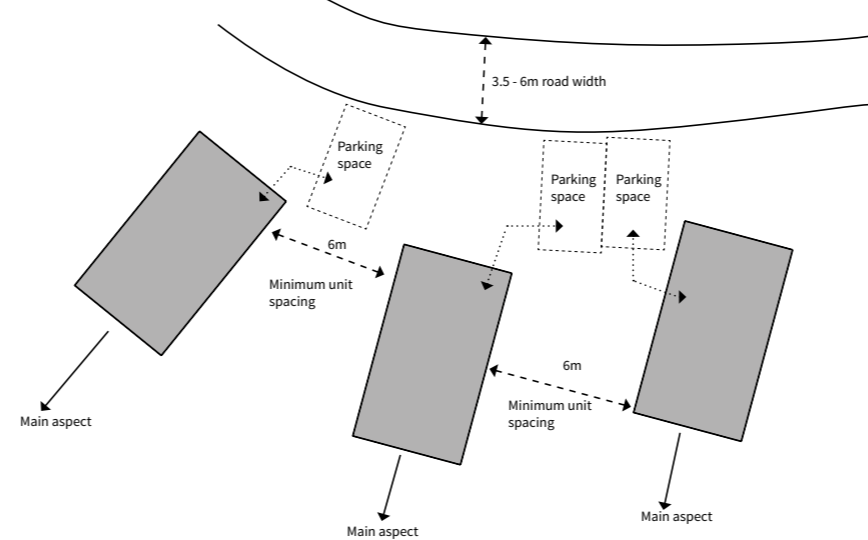 3.5 - 6m road width
Parking
space
Parking
space
Parking
space
6m
Minimum unit
spacing
6m
Minimum unit
spacing
Main aspect
Main aspect
Main aspect